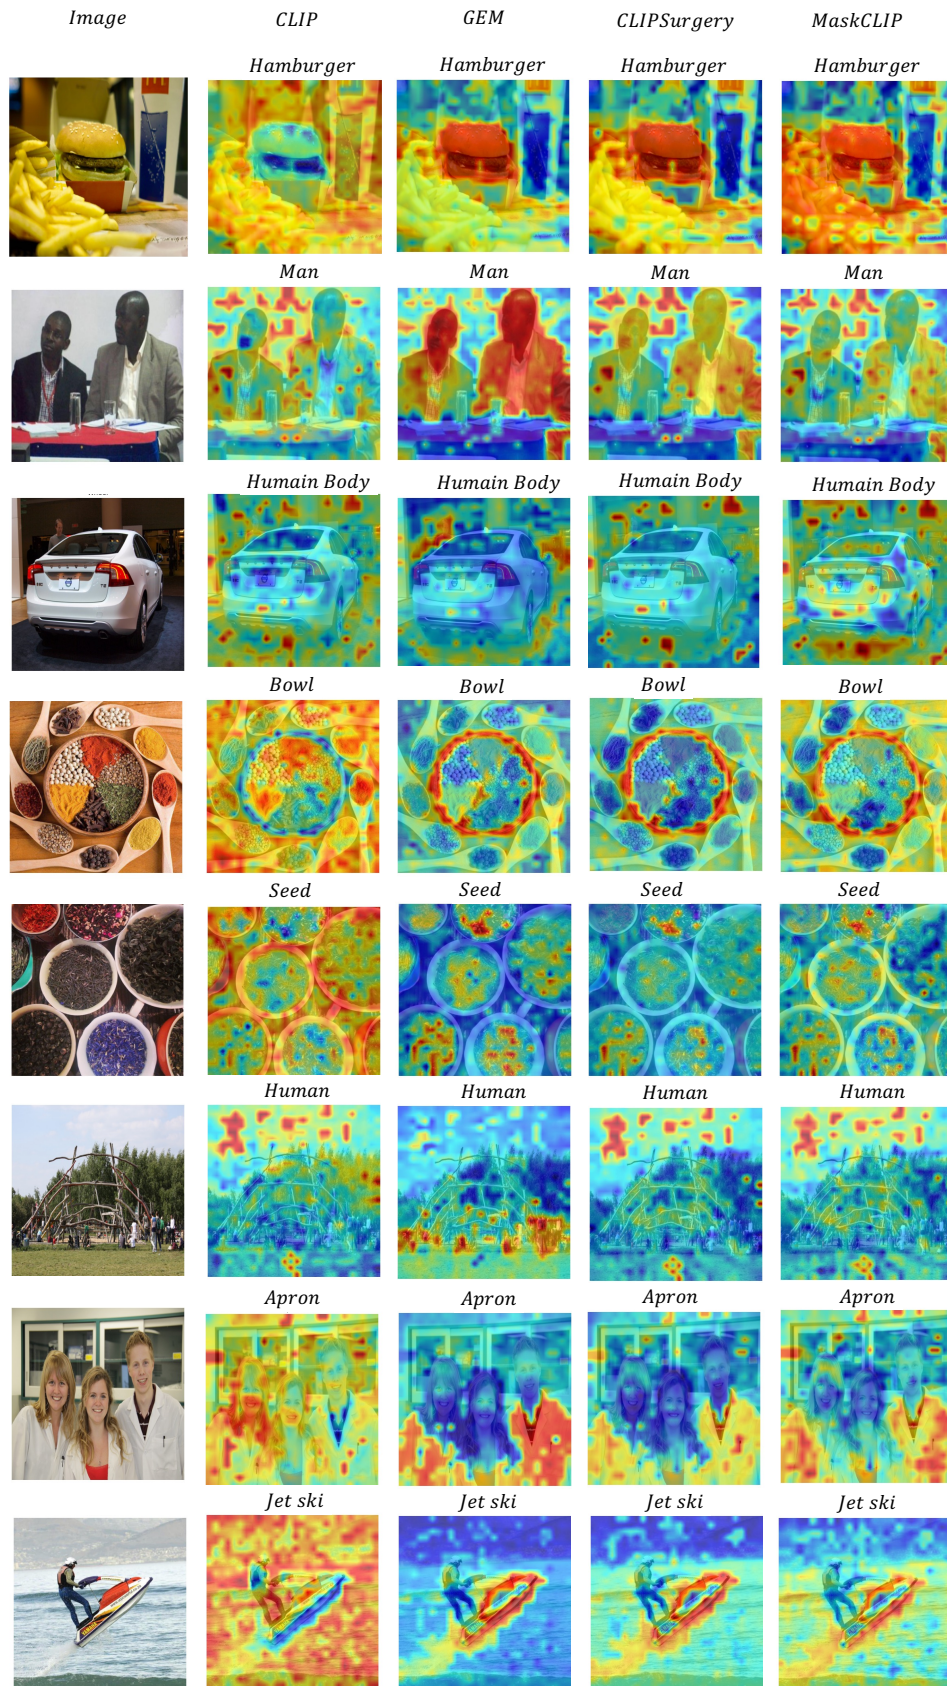 Image CLIP GEM CLIPSurgery MaskCLIP
Hamburger Hamburger Hamburger Hamburger
Man Man Man Man
Humain Body Humain Body Humain Body Humain Body
Bowl Bowl Bowl Bowl
Seed Seed Seed Seed
Human Human Human Human
Apron Apron Apron Apron
Jet ski Jet ski Jet ski Jet ski